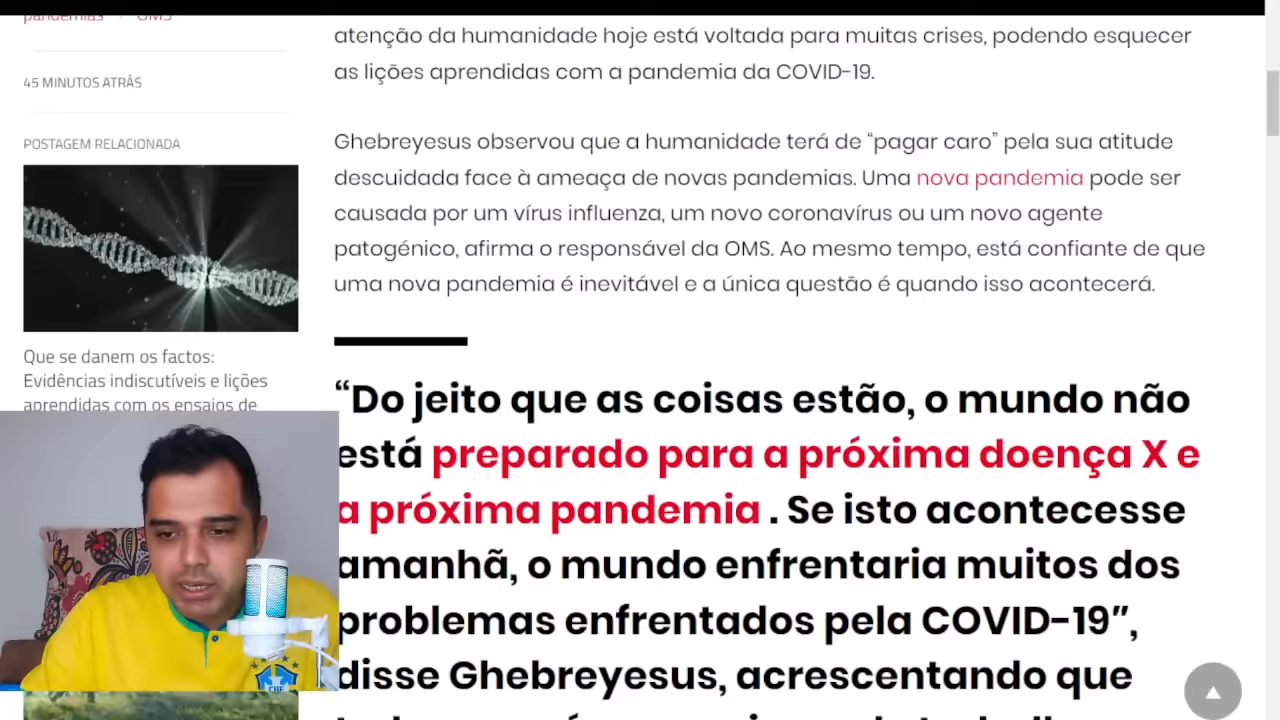 pandemias
OMS
45 MINUTOS ATRÁS
POSTAGEM RELACIONADA
Que se danem os factos:
Evidências indiscutíveis e lições
aprendidas com os ensaios de
atenção da humanidade hoje está voltada para muitas crises, podendo esquecer
as lições aprendidas com a pandemia da COVID-19.
Ghebreyesus observou que a humanidade terá de “pagar caro” pela sua atitude
descuidada face à ameaça de novas pandemias. Uma nova pandemia pode ser
causada por um vírus influenza, um novo coronavírus ou um novo agente
patogénico, afirma o responsável da OMS. Ao mesmo tempo, está confiante de que
uma nova pandemia é inevitável e a única questão é quando isso acontecerá.
“Do jeito que as coisas estão, o mundo não
está preparado para a próxima doença X e
a próxima pandemia . Se isto acontecesse
amanhã, o mundo enfrentaria muitos dos
problemas enfrentados pela COVID-19″,
disse Ghebreyesus, acrescentando que
CBF